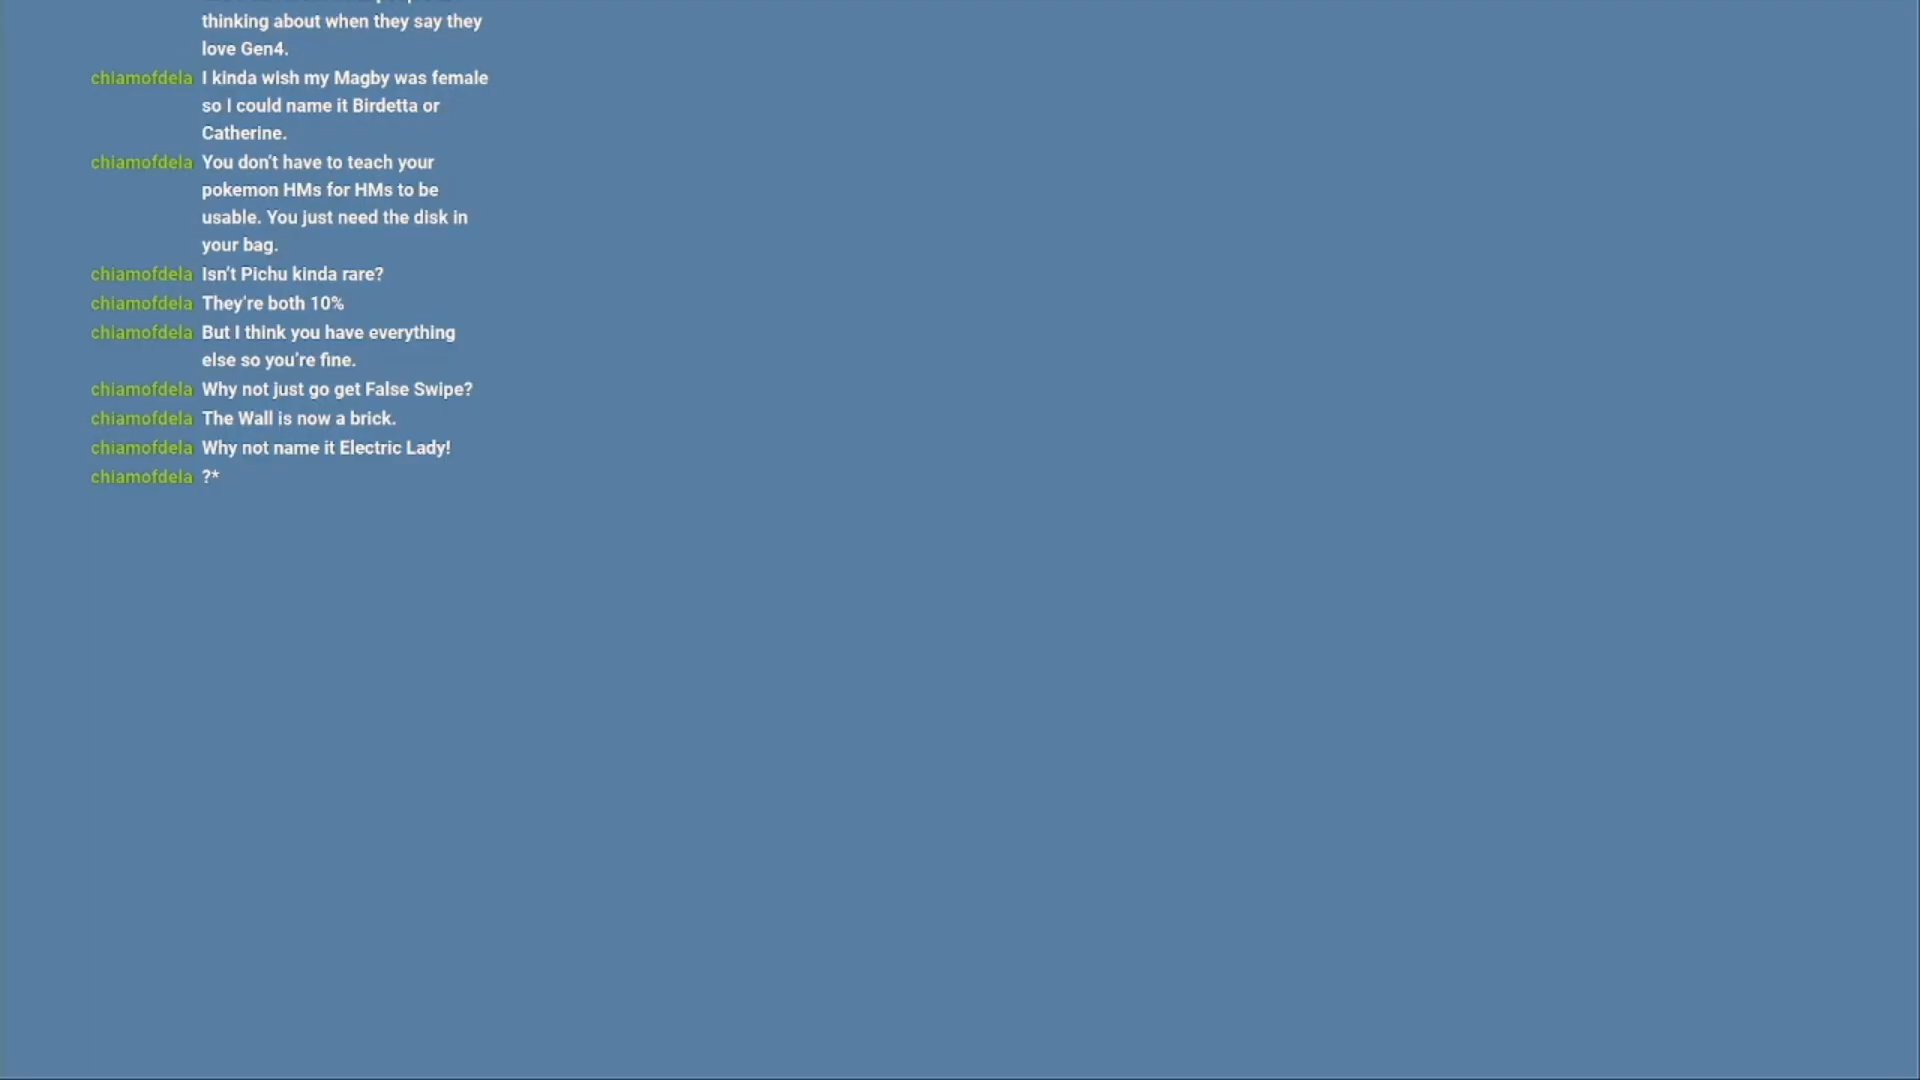 thinking about when they say they
love Gen4.
chiamofdela I kinda wish my Magby was female
so I could name it Birdetta or
Catherine.
chiamofdela You don't have to teach your
pokemon HMs for HMs to be
usable. You just need the disk in
your bag.
chiamofdela Isn't Pichu kinda rare?
chiamofdela They're both 10%
chiamofdela But I think you have everything
else so you're fine.
chiamofdela Why not just go get False Swipe?
chiamofdela The Wall is now a brick.
chiamofdela Why not name it Electric Lady!
chiamofdela ?*